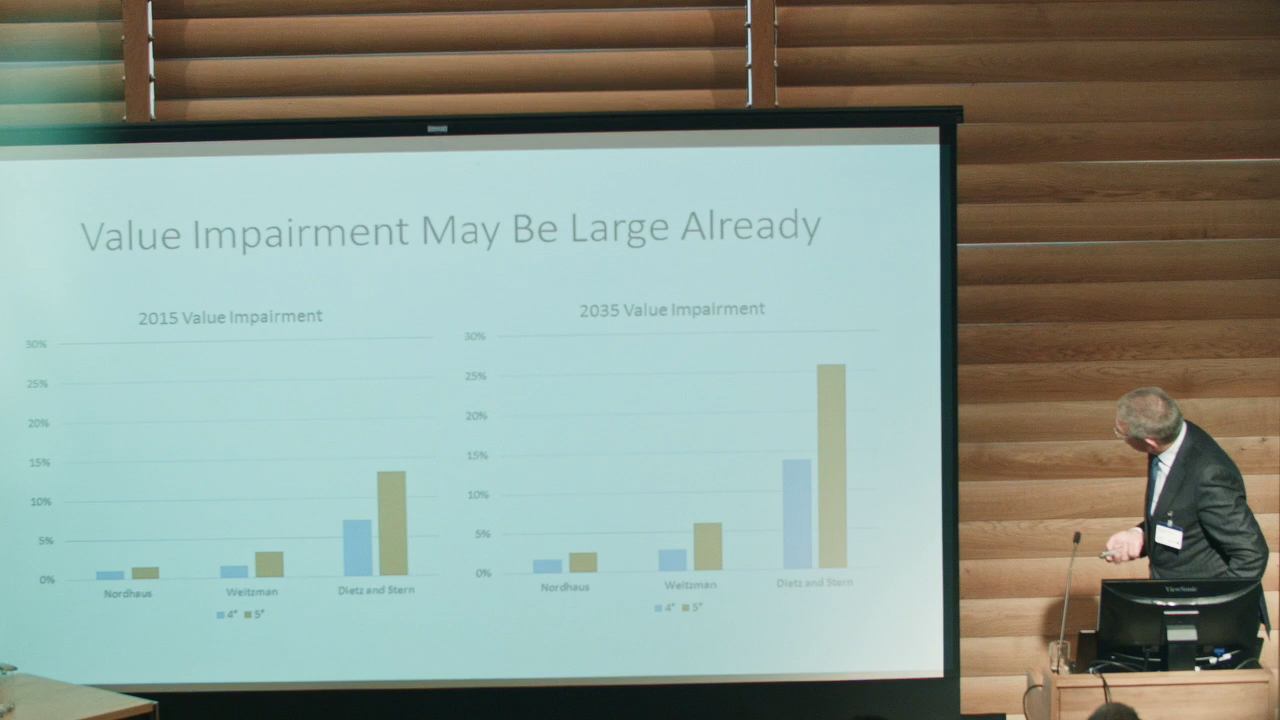 Value Impairment May Be Large Already
2015 Value Impairment
30%
25%
20%
15%
10%
5%
0%
Nordhaus
Weitzman
Dietz and Stern
4°
5°
2035 Value Impairment
30%
25%
20%
15%
10%
5%
0%
Nordhaus
Weitzman
Dietz and Stern
4°
5°
ViewSonic